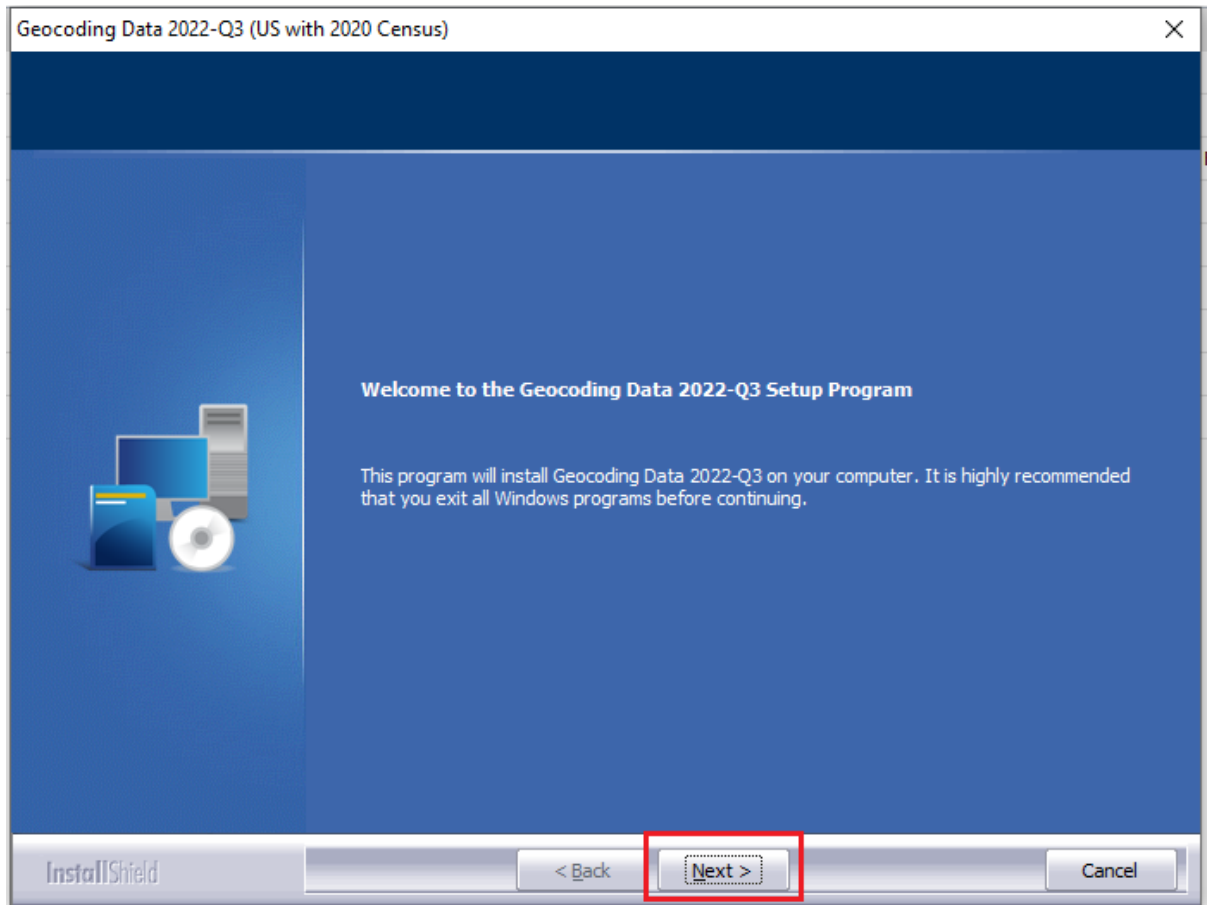 Geocoding Data 2022-Q3 (US with 2020 Census)
Welcome to the Geocoding Data 2022-Q3 Setup Program
This program will install Geocoding Data 2022-Q3 on your computer. It is highly recommended
that you exit all Windows programs before continuing.
InstallShield
< Back
Next >
Cancel